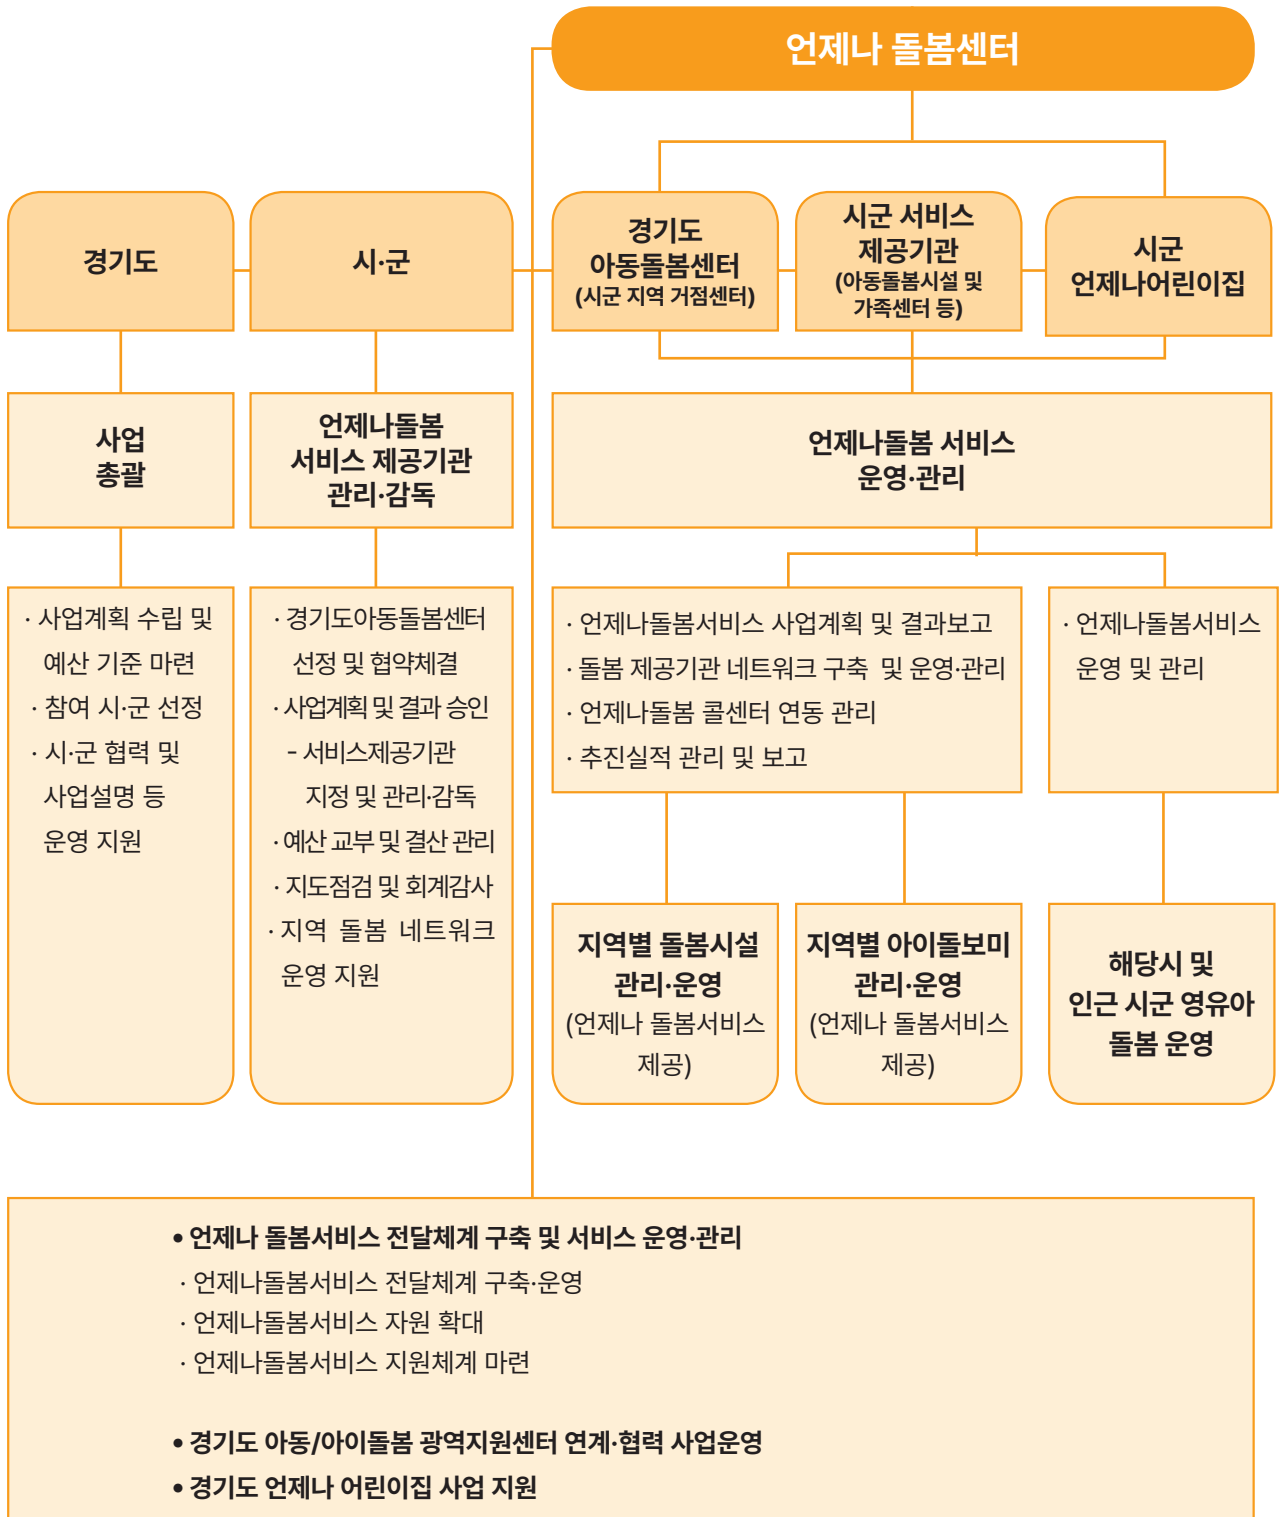 언제나 돌봄센터
경기도
시·군
경기도
아동돌봄센터
(시군 지역 거점센터)
시군 서비스
제공기관
(아동돌봄시설 및
가족센터 등)
시군
언제나어린이집
사업
총괄
언제나돌봄
서비스 제공기관
관리·감독
언제나돌봄 서비스
운영·관리
· 사업계획 수립 및
예산 기준 마련
· 참여 시·군 선정
· 시·군 협력 및
사업설명 등
운영 지원
· 경기도아동돌봄센터
선정 및 협약체결
· 사업계획 및 결과 승인
- 서비스제공기관
지정 및 관리·감독
· 예산 교부 및 결산 관리
· 지도점검 및 회계감사
· 지역 돌봄 네트워크
운영 지원
· 언제나돌봄서비스 사업계획 및 결과보고
· 돌봄 제공기관 네트워크 구축 및 운영·관리
· 언제나돌봄 콜센터 연동 관리
· 추진실적 관리 및 보고
· 언제나돌봄서비스
운영 및 관리
지역별 돌봄시설
관리·운영
(언제나 돌봄서비스
제공)
지역별 아이돌보미
관리·운영
(언제나 돌봄서비스
제공)
해당시 및
인근 시군 영유아
돌봄 운영
• 언제나 돌봄서비스 전달체계 구축 및 서비스 운영·관리
· 언제나돌봄서비스 전달체계 구축·운영
· 언제나돌봄서비스 자원 확대
· 언제나돌봄서비스 지원체계 마련
• 경기도 아동/아이돌봄 광역지원센터 연계·협력 사업운영
• 경기도 언제나 어린이집 사업 지원